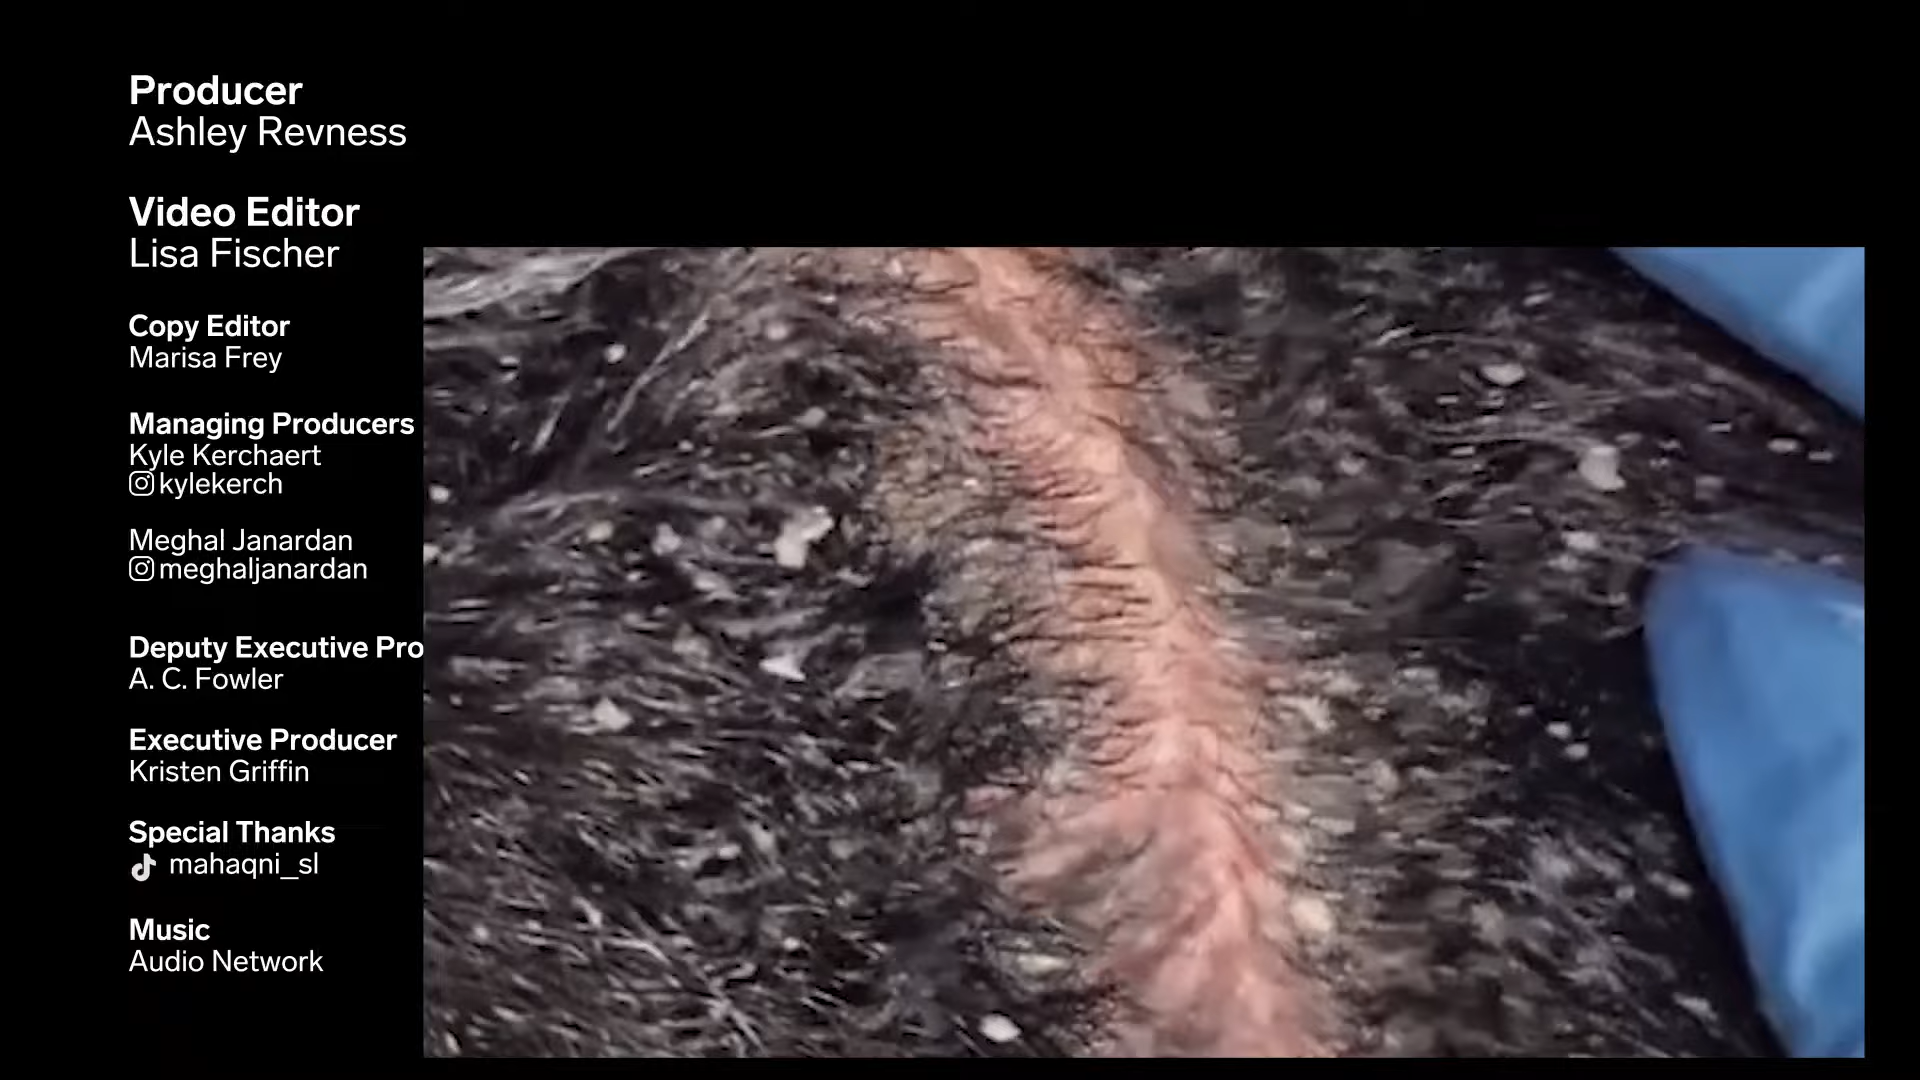 Producer
Ashley Revness
Video Editor
Lisa Fischer
Copy Editor
Marisa Frey
Managing Producers
Kyle Kerchaert
kylekerch
Meghal Janardan
meghaljanardan
Deputy Executive Pro
A. C. Fowler
Executive Producer
Kristen Griffin
Special Thanks
mahaqni_sl
Music
Audio Network